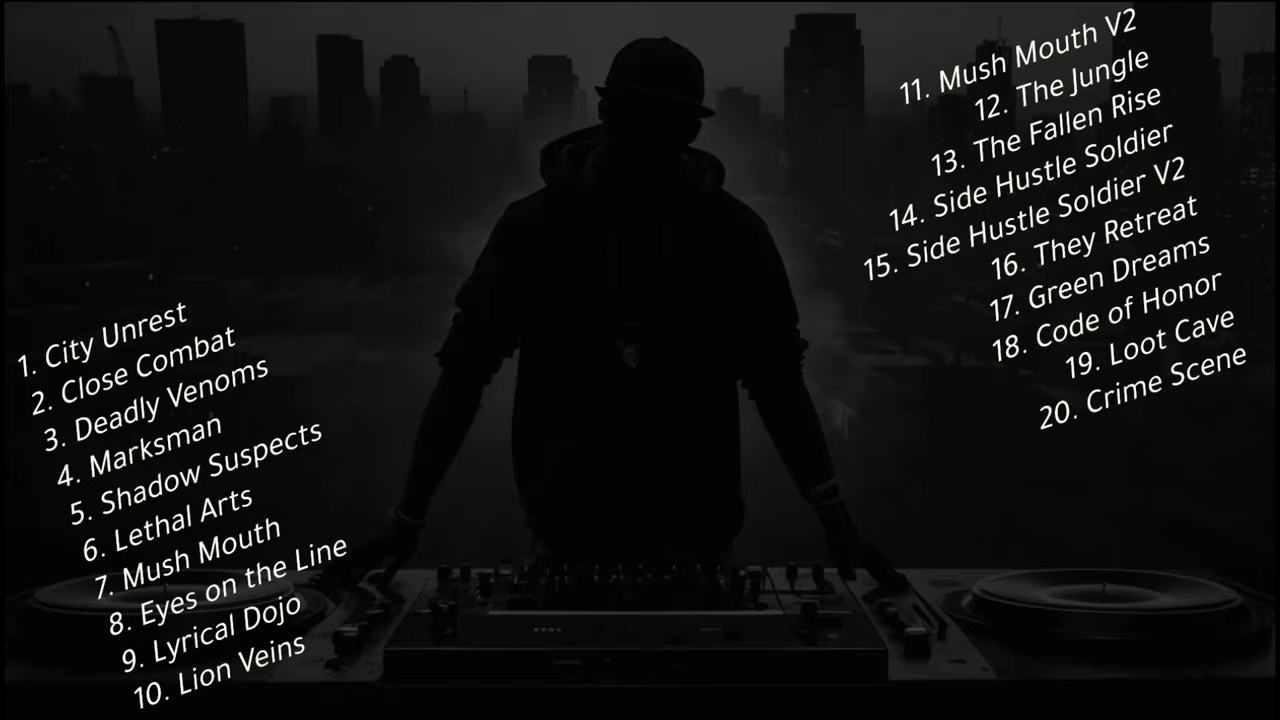 1. City Unrest
2. Close Combat
3. Deadly Venoms
4. Marksman
5. Shadow Suspects
6. Lethal Arts
7. Mush Mouth
8. Eyes on the Line
9. Lyrical Dojo
10. Lion Veins
11. Mush Mouth V2
12. The Jungle
13. The Fallen Rise
14. Side Hustle Soldier
15. Side Hustle Soldier V2
16. They Retreat
17. Green Dreams
18. Code of Honor
19. Loot Cave
20. Crime Scene